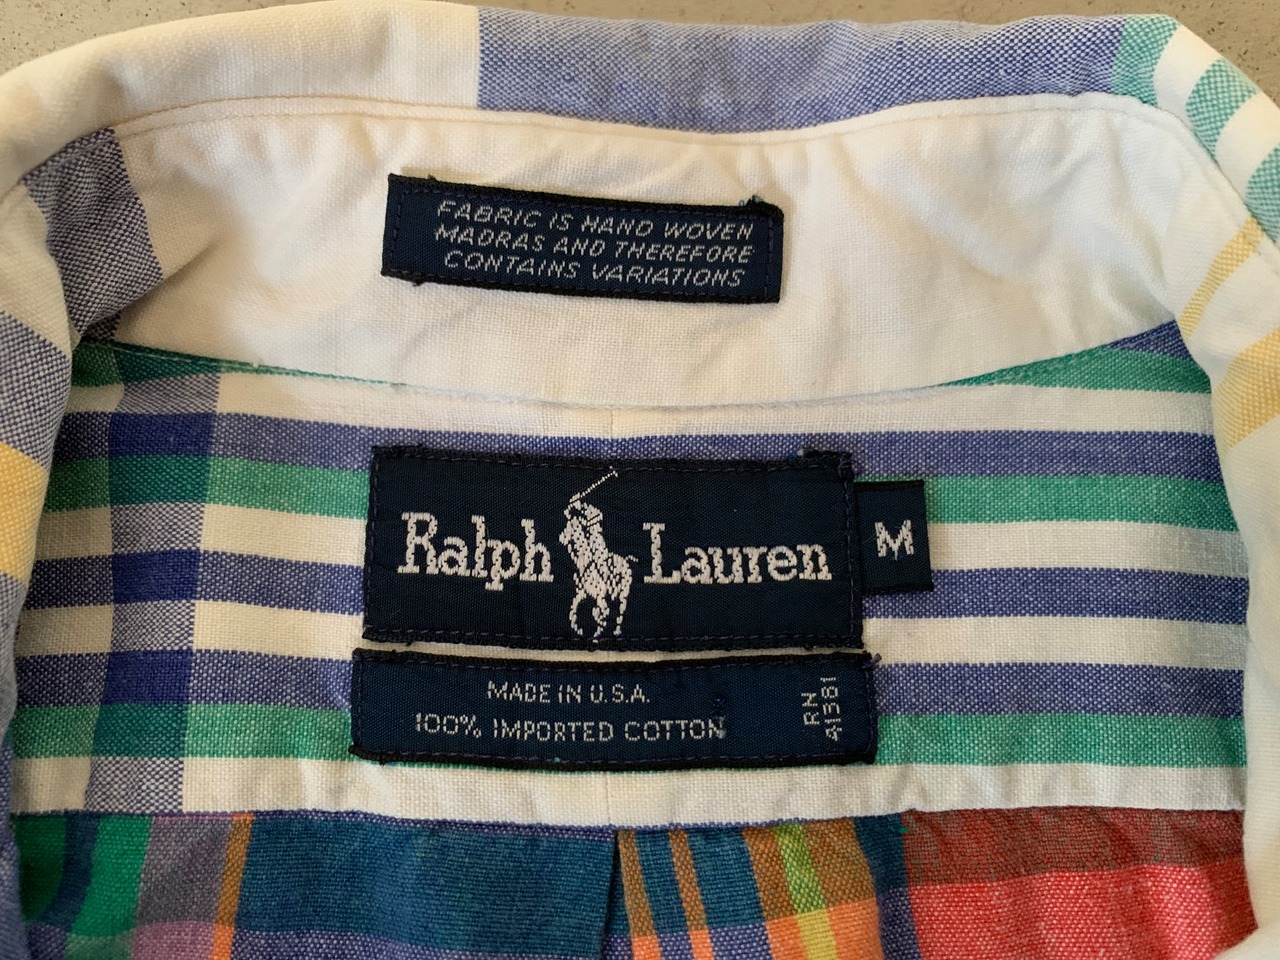 FABRIC IS HAND WOVEN
MADRAS AND THEREFORE
CONTAINS VARIATIONS
Ralph Lauren
M
MADE IN U.S.A.
100% IMPORTED COTTON
RN
41381